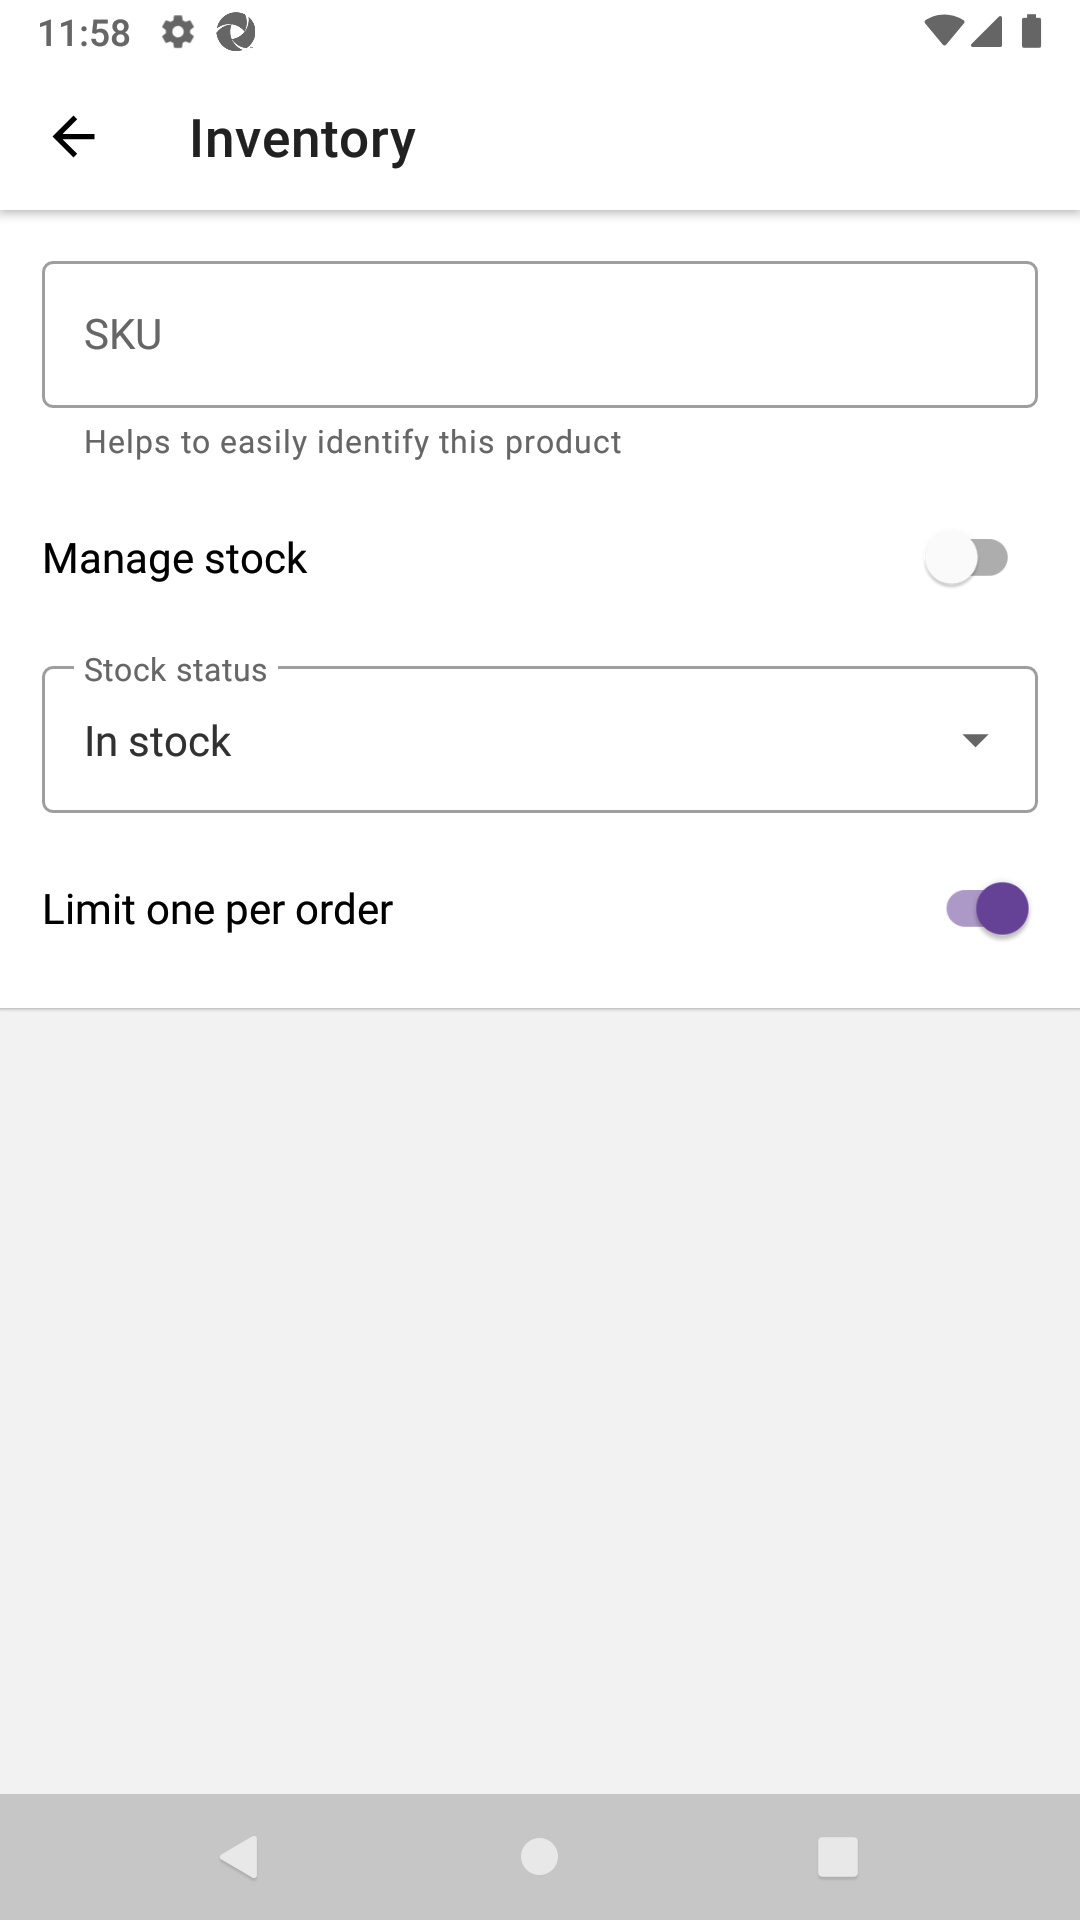 11:58
Inventory
SKU
Helps to easily identify this product
Manage stock
Stock status
In stock
Limit one per order